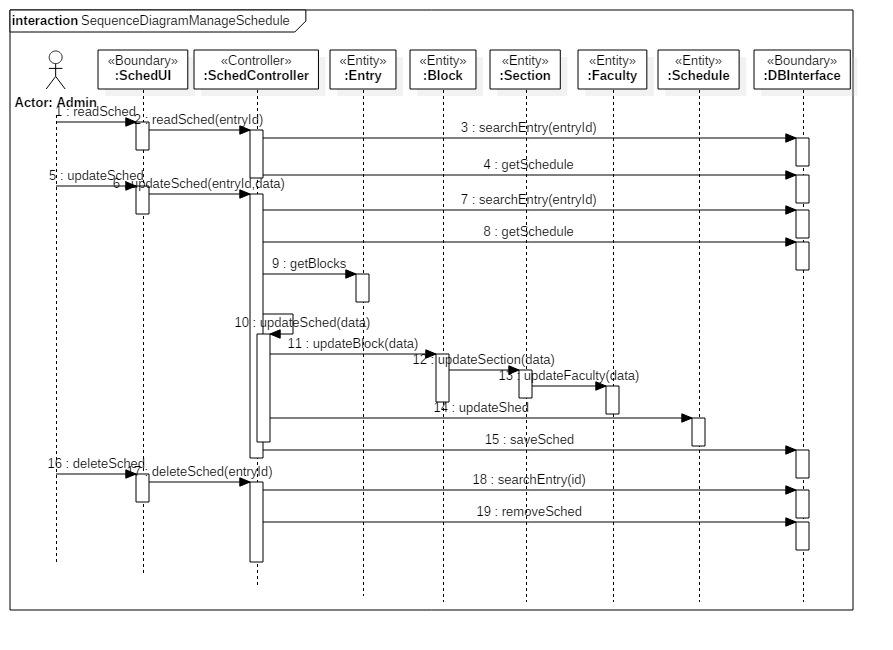 interaction SequenceDiagramManageSchedule
«Boundary» «Controller» «Entity» «Entity» «Entity» «Entity» «Entity» «Boundary»
:SchedUI :SchedController :Entry :Block :Section :Faculty :Schedule :DBInterface
Actor: Admin
1 : readSched
2 : readSched(entryId)
3 : searchEntry(entryId)
4 : getSchedule
5 : updateSched
6 : updateSched(entryId,data)
7 : searchEntry(entryId)
8 : getSchedule
9 : getBlocks
10 : updateSched(data)
11 : updateBlock(data)
12 : updateSection(data)
13 : updateFaculty(data)
14 : updateShed
15 : saveSched
16 : deleteSched
17 : deleteSched(entryId)
18 : searchEntry(id)
19 : removeSched